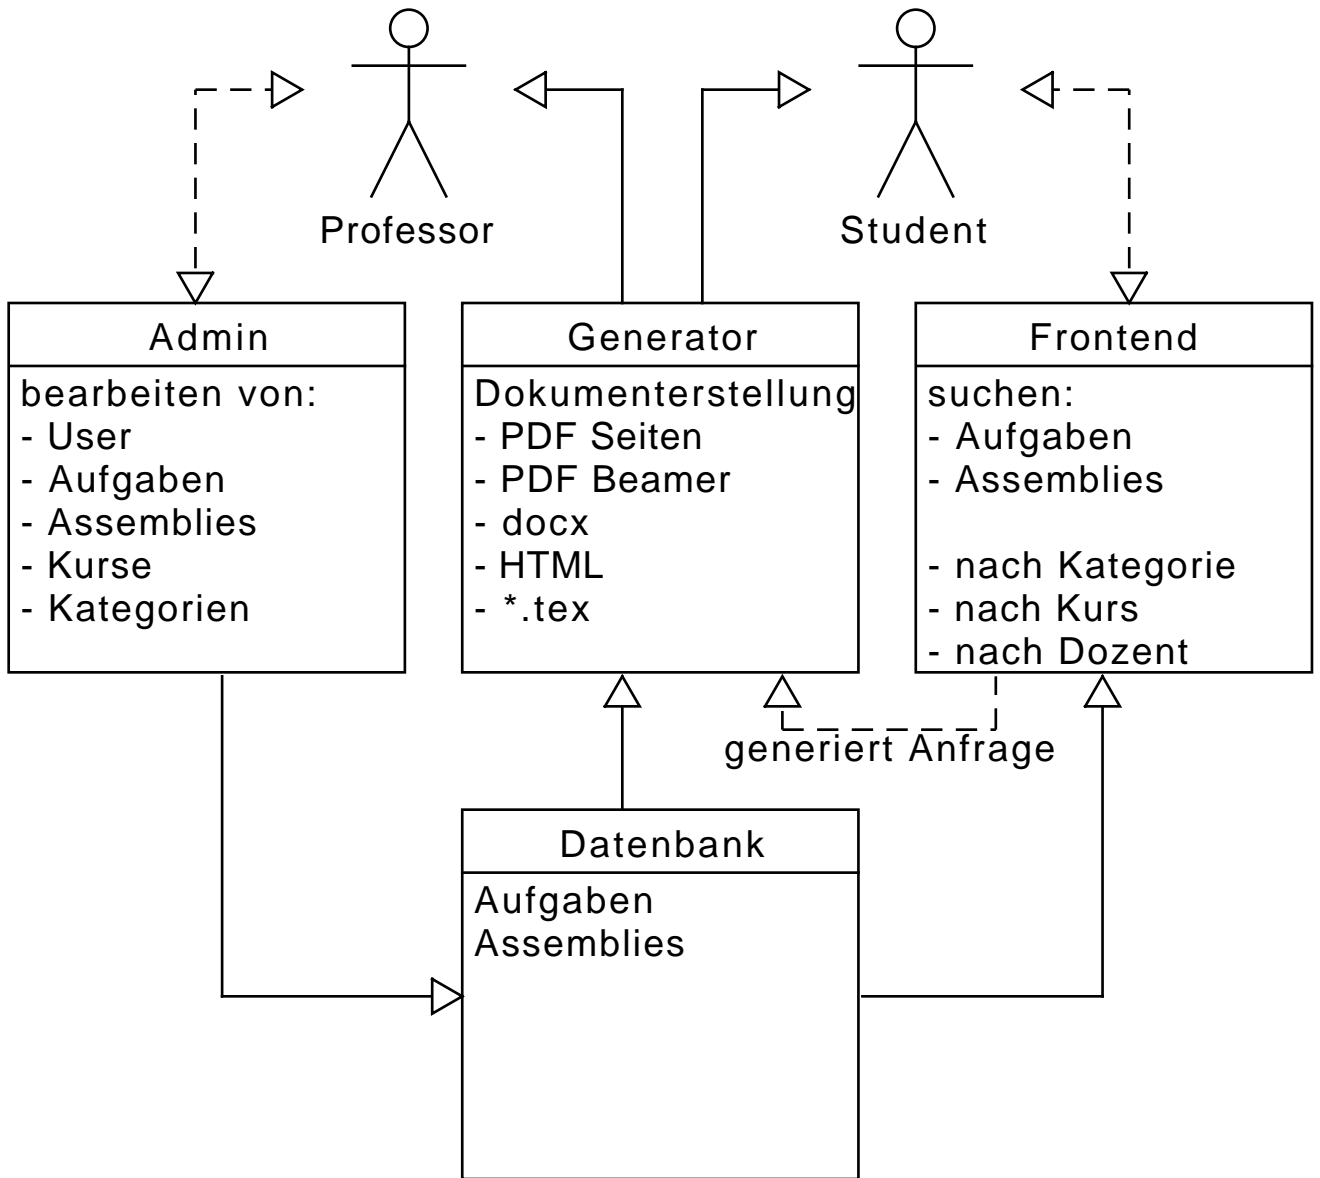 Professor
Student
Admin
bearbeiten von:
- User
- Aufgaben
- Assemblies
- Kurse
- Kategorien
Generator
Dokumenterstellung
- PDF Seiten
- PDF Beamer
- docx
- HTML
- *.tex
Frontend
suchen:
- Aufgaben
- Assemblies
- nach Kategorie
- nach Kurs
- nach Dozent
generiert Anfrage
Datenbank
Aufgaben
Assemblies